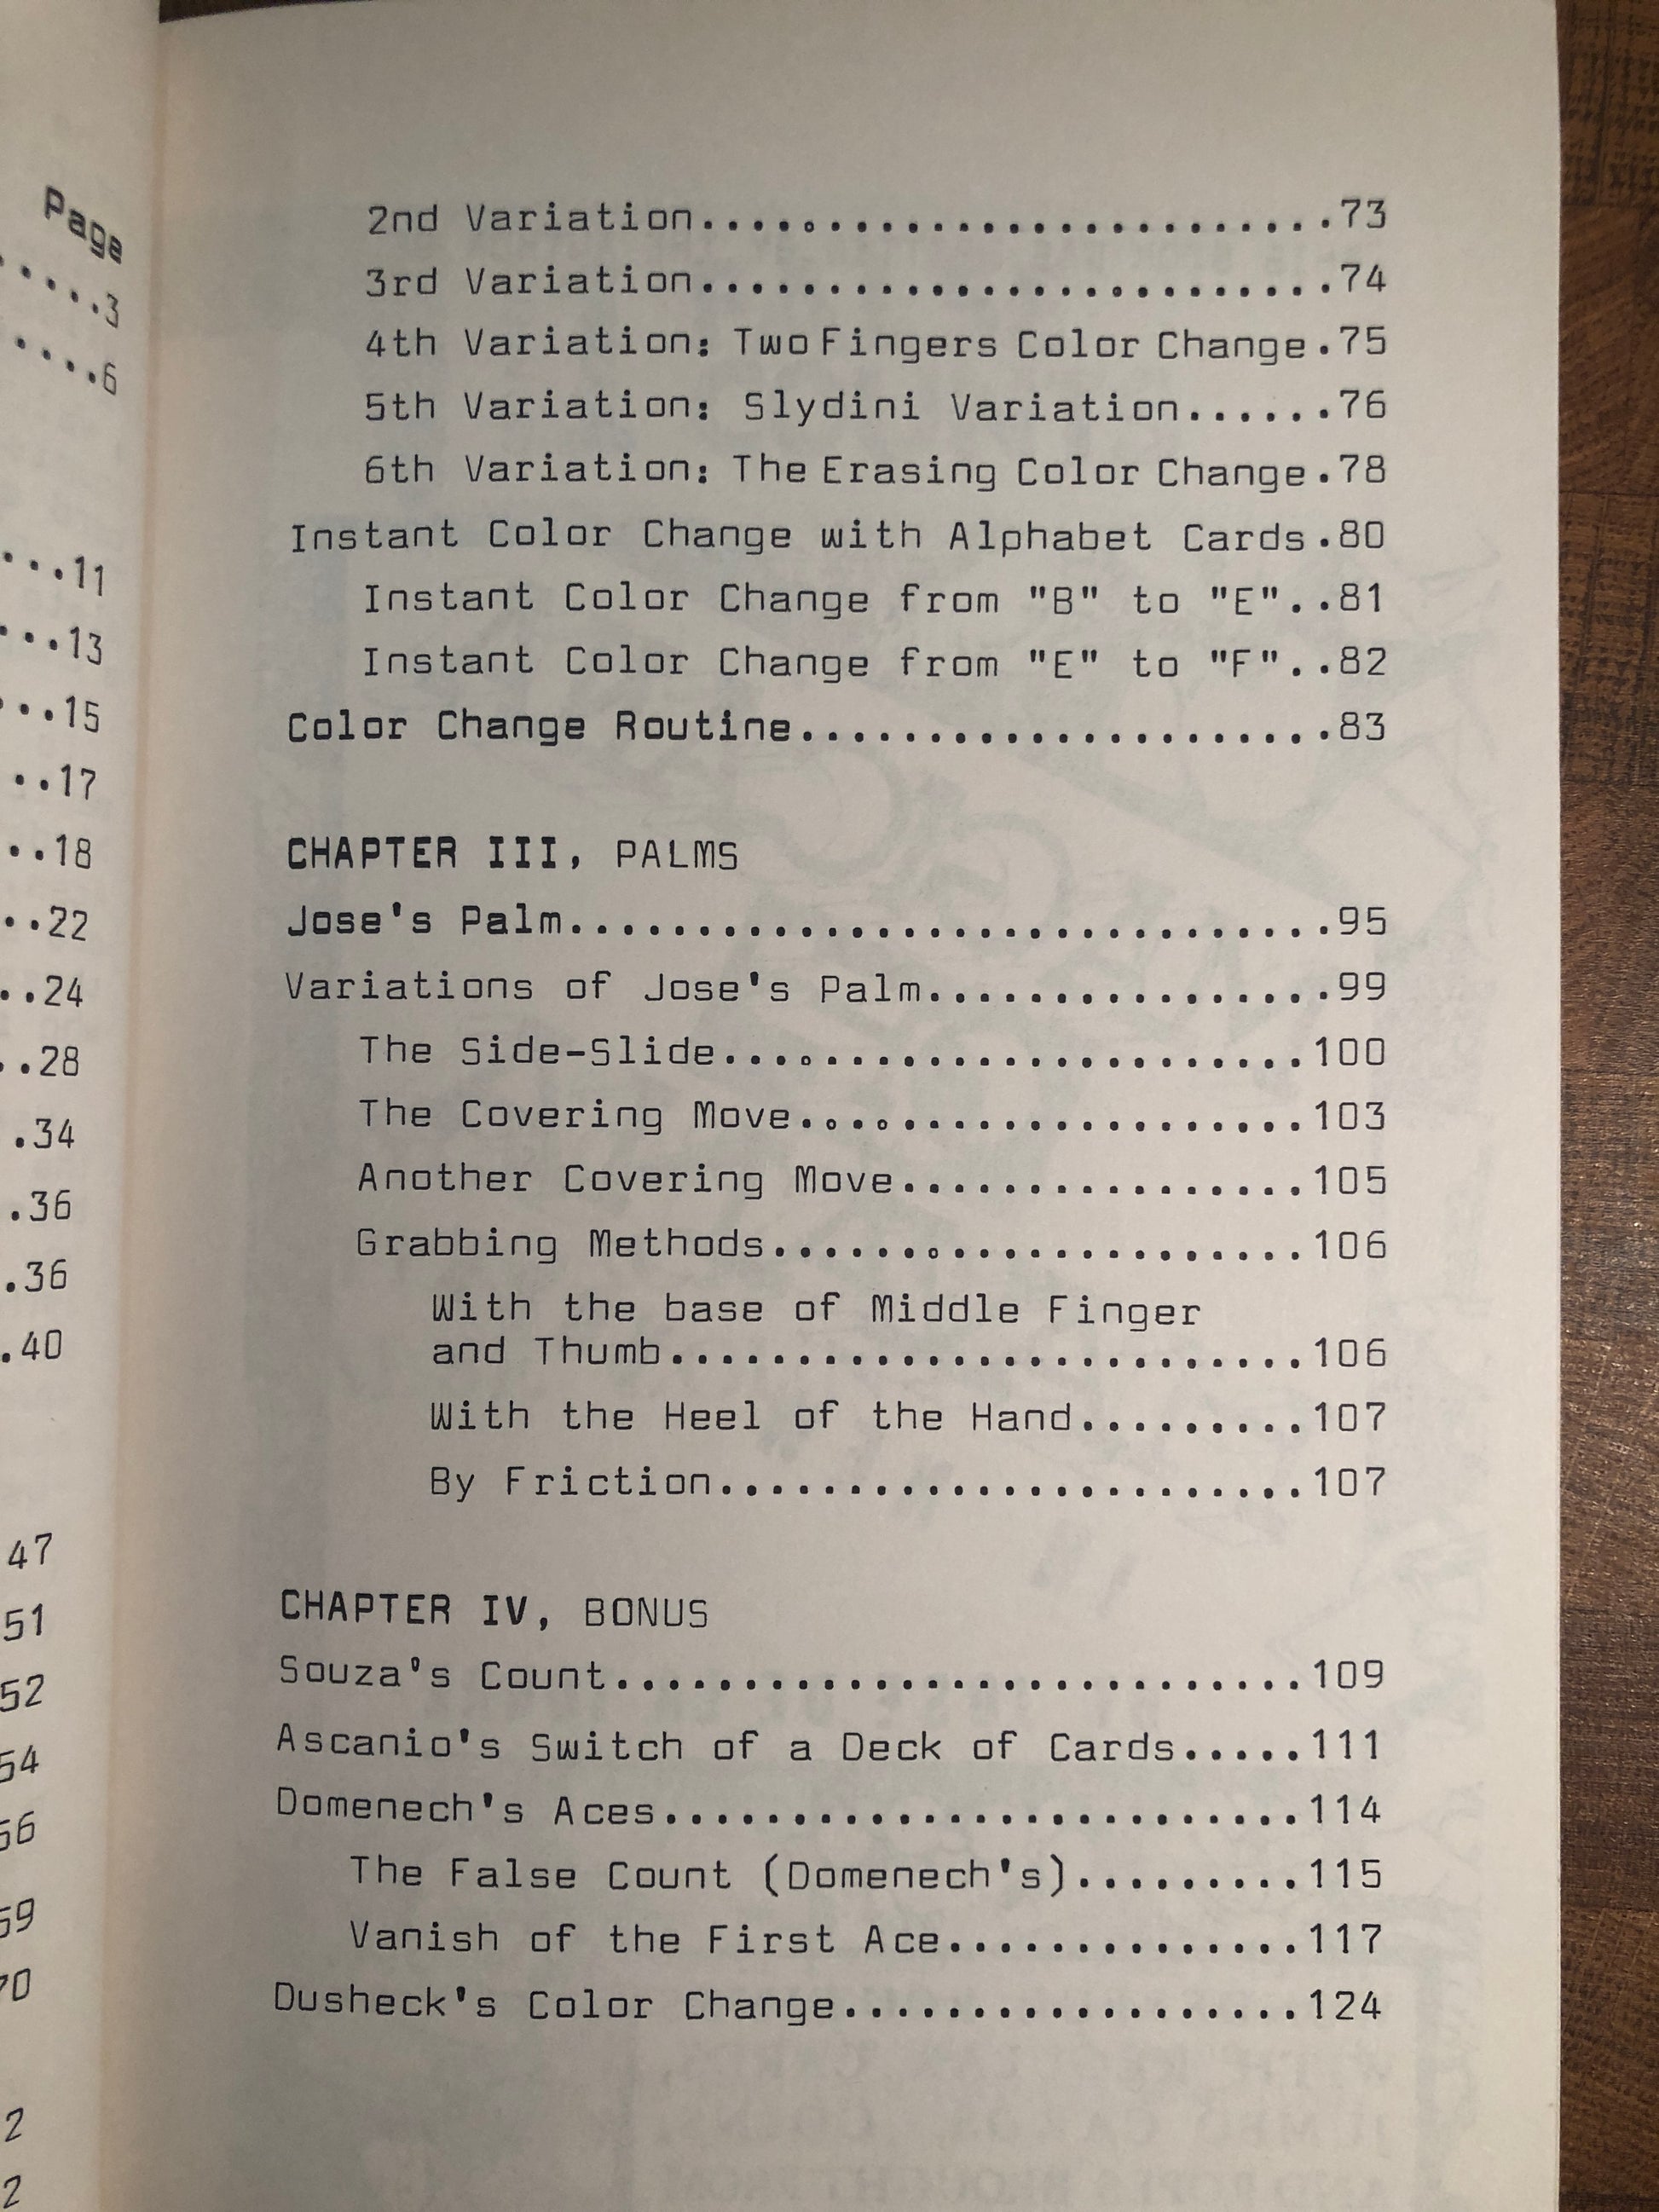 Page
.....3
.....6
...11
...13
...15
..17
..18
..22
..24
..28
.34
.36
.36
.40
47
51
52
54
56
59
70
2
2
2nd Variation.........................73
3rd Variation.........................74
4th Variation: Two Fingers Color Change.75
5th Variation: Slydini Variation......76
6th Variation: The Erasing Color Change.78
Instant Color Change with Alphabet Cards.80
Instant Color Change from "B" to "E"..81
Instant Color Change from "E" to "F"..82
Color Change Routine.....................83
CHAPTER III, PALMS
Jose's Palm..............................95
Variations of Jose's Palm................99
The Side-Slide.......................100
The Covering Move....................103
Another Covering Move................105
Grabbing Methods.....................106
With the base of Middle Finger
and Thumb.........................106
With the Heel of the Hand.........107
By Friction.......................107
CHAPTER IV, BONUS
Souza's Count...........................109
Ascanio's Switch of a Deck of Cards.....111
Domenech's Aces.........................114
The False Count (Domenech's).........115
Vanish of the First Ace..............117
Dusheck's Color Change..................124